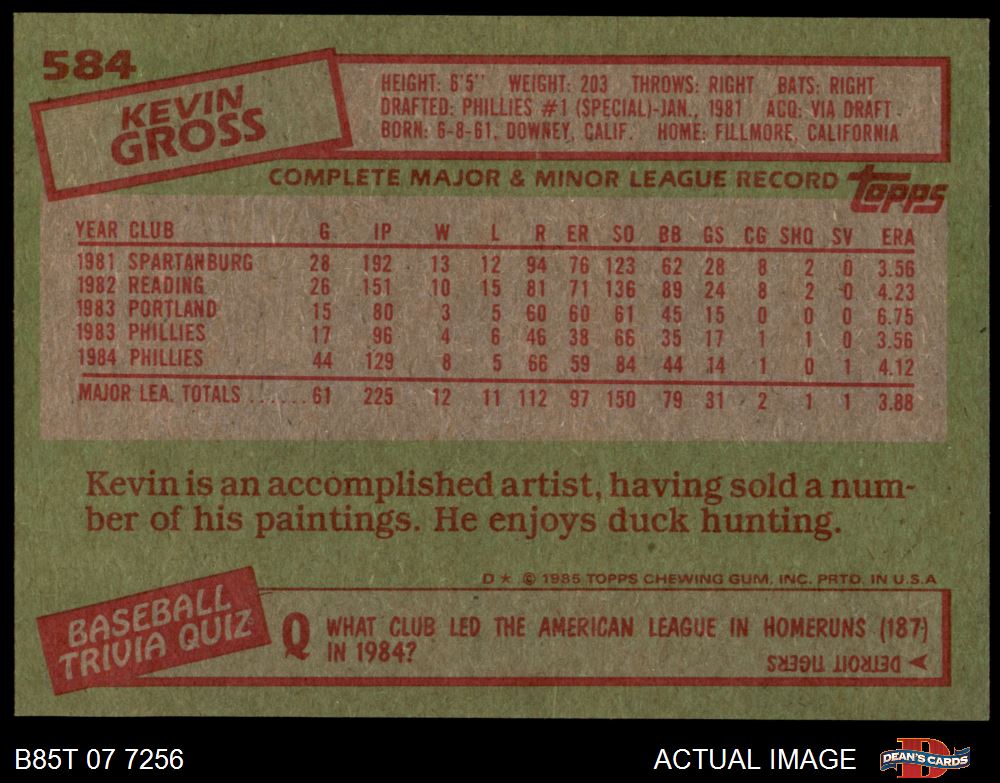 584
KEVIN
GROSS
HEIGHT: 6'5" WEIGHT: 203 THROWS: RIGHT BATS: RIGHT
DRAFTED: PHILLIES #1 (SPECIAL)-JAN., 1981 ACQ: VIA DRAFT
BORN: 6-8-61, DOWNEY, CALIF. HOME: FILLMORE, CALIFORNIA
COMPLETE MAJOR & MINOR LEAGUE RECORD topps
YEAR CLUB G IP W L R ER SO BB GS CG SHO SV ERA
1981 SPARTANBURG 28 192 13 12 94 76 123 62 28 8 2 0 3.56
1982 READING 26 151 10 15 81 71 136 89 24 8 2 0 4.23
1983 PORTLAND 15 80 3 5 60 60 61 45 15 0 0 0 6.75
1983 PHILLIES 17 96 4 6 46 38 66 35 17 1 1 0 3.56
1984 PHILLIES 44 129 8 5 66 59 84 44 14 1 0 1 4.12
MAJOR LEA. TOTALS ...... 61 225 12 11 112 97 150 79 31 2 1 1 3.88
Kevin is an accomplished artist, having sold a num-
ber of his paintings. He enjoys duck hunting.
D ★ © 1985 TOPPS CHEWING GUM, INC. PRTD. IN U.S.A
BASEBALL
TRIVIA QUIZ
Q WHAT CLUB LED THE AMERICAN LEAGUE IN HOMERUNS (187)
IN 1984?
DETROIT TIGERS
B85T 07 7256 ACTUAL IMAGE DEAN'S CARDS